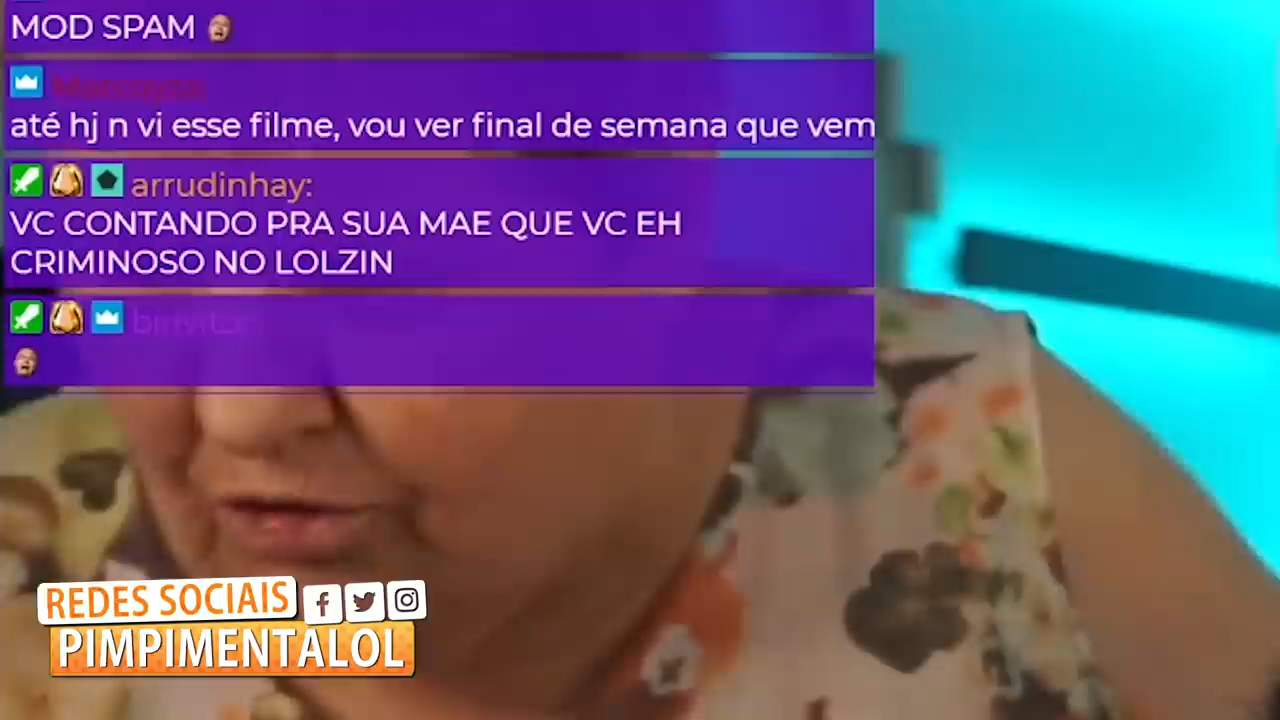 MOD SPAM
até hj n vi esse filme, vou ver final de semana que vem
arrudinhay:
VC CONTANDO PRA SUA MAE QUE VC EH
CRIMINOSO NO LOLZIN
REDES SOCIAIS
PIMPIMENTALOL